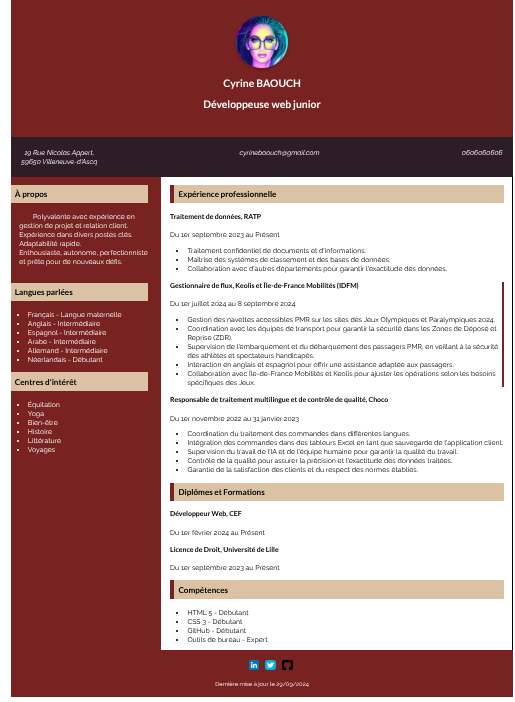 Cyrine BAOUCH
Développeuse web junior
19 Rue Nicolas Appert,
59650 Villeneuve-d'Ascq
cyrinebaouch@gmail.com
0606060606
À propos
Polyvalente avec expérience en
gestion de projet et relation client.
Expérience dans divers postes clés.
Adaptabilité rapide.
Enthousiaste, autonome, perfectionniste
et prête pour de nouveaux défis.
Langues parlées
Français - Langue maternelle
Anglais - Intermédiaire
Espagnol - Intermédiaire
Arabe - Intermédiaire
Allemand - Intermédiaire
Néerlandais - Débutant
Centres d'intérêt
Équitation
Yoga
Bien-être
Histoire
Littérature
Voyages
Expérience professionnelle
Traitement de données, RATP
Du 1er septembre 2023 au Présent
Traitement confidentiel de documents et d'informations.
Maîtrise des systèmes de classement et des bases de données.
Collaboration avec d'autres départements pour garantir l'exactitude des données.
Gestionnaire de flux, Keolis et Île-de-France Mobilités (IDFM)
Du 1er juillet 2024 au 8 septembre 2024
Gestion des navettes accessibles PMR sur les sites des Jeux Olympiques et Paralympiques 2024.
Coordination avec les équipes de transport pour garantir la sécurité dans les Zones de Dépose et
Reprise (ZDR).
Supervision de l'embarquement et du débarquement des passagers PMR, en veillant à la sécurité
des athlètes et spectateurs handicapés.
Interaction en anglais et espagnol pour offrir une assistance adaptée aux passagers.
Collaboration avec Île-de-France Mobilités et Keolis pour ajuster les opérations selon les besoins
spécifiques des Jeux.
Responsable de traitement multilingue et de contrôle de qualité, Choco
Du 1er novembre 2022 au 31 janvier 2023
Coordination du traitement des commandes dans différentes langues.
Intégration des commandes dans des tableurs Excel en tant que sauvegarde de l'application client.
Supervision du travail de l'IA et de l'équipe humaine pour garantir la qualité du travail.
Contrôle de la qualité pour assurer la précision et l'exactitude des données traitées.
Garantie de la satisfaction des clients et du respect des normes établies.
Diplômes et Formations
Développeur Web, CEF
Du 1er février 2024 au Présent
Licence de Droit, Université de Lille
Du 1er septembre 2023 au Présent
Compétences
HTML 5 - Débutant
CSS 3 - Débutant
GitHub - Débutant
Outils de bureau - Expert
Dernière mise à jour le 29/09/2024